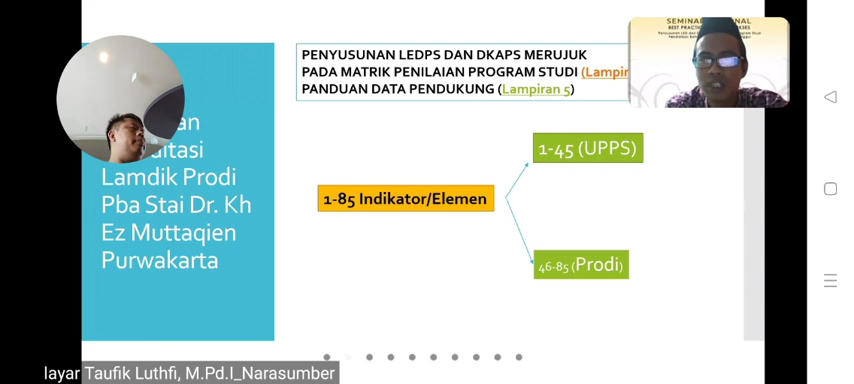 PENYUSUNAN LEDPS DAN DKAPS MERUJUK
PADA MATRIK PENILAIAN PROGRAM STUDI (Lampir
PANDUAN DATA PENDUKUNG (Lampiran 5)
SEMINAR
BEST PRACTICE
Lamdik Prodi
Pba Stai Dr. Kh
Ez Muttaqien
Purwakarta
1-85 Indikator/Elemen
1-45 (UPPS)
46-85 (Prodi)
layar Taufik Luthfi, M.Pd.I_Narasumber